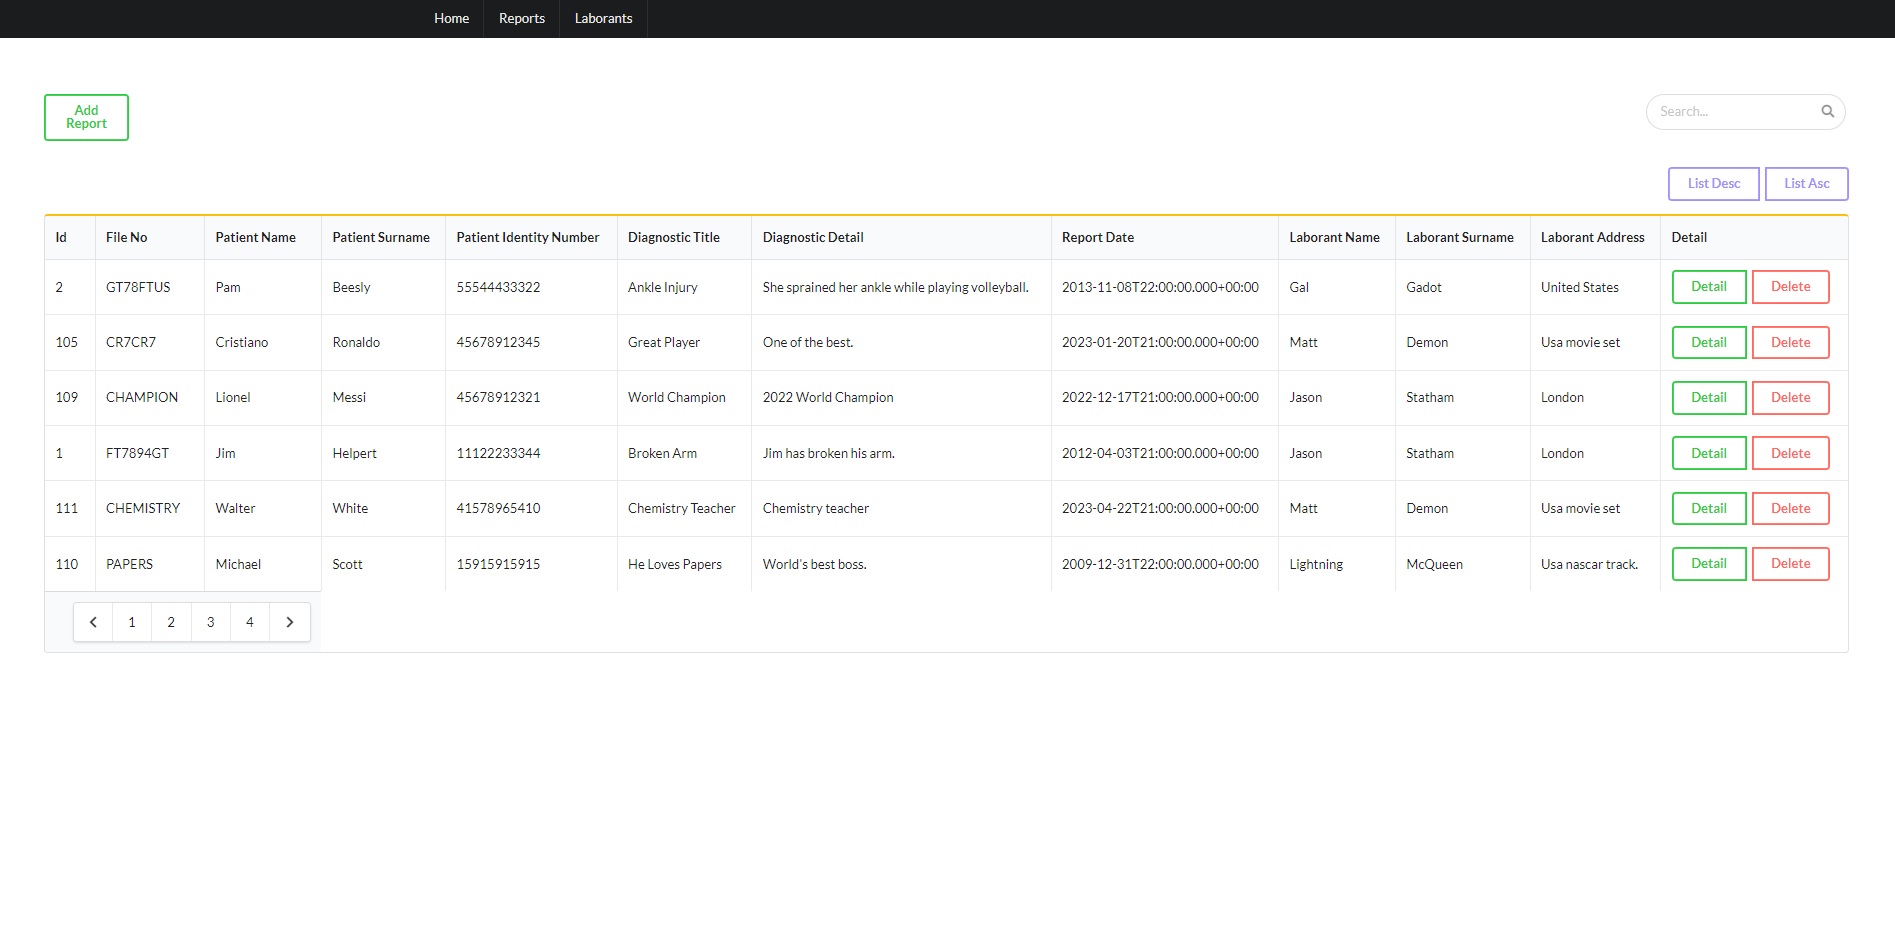 Home Reports Laborants
Add
Report
Search...
List Desc List Asc
Id File No Patient Name Patient Surname Patient Identity Number Diagnostic Title Diagnostic Detail Report Date Laborant Name Laborant Surname Laborant Address Detail
2 GT78FTUS Pam Beesly 55544433322 Ankle Injury She sprained her ankle while playing volleyball. 2013-11-08T22:00:00.000+00:00 Gal Gadot United States Detail Delete
105 CR7CR7 Cristiano Ronaldo 45678912345 Great Player One of the best. 2023-01-20T21:00:00.000+00:00 Matt Demon Usa movie set Detail Delete
109 CHAMPION Lionel Messi 45678912321 World Champion 2022 World Champion 2022-12-17T21:00:00.000+00:00 Jason Statham London Detail Delete
1 FT7894GT Jim Helpert 11122233344 Broken Arm Jim has broken his arm. 2012-04-03T21:00:00.000+00:00 Jason Statham London Detail Delete
111 CHEMISTRY Walter White 41578965410 Chemistry Teacher Chemistry teacher 2023-04-22T21:00:00.000+00:00 Matt Demon Usa movie set Detail Delete
110 PAPERS Michael Scott 15915915915 He Loves Papers World's best boss. 2009-12-31T22:00:00.000+00:00 Lightning McQueen Usa nascar track. Detail Delete
1 2 3 4